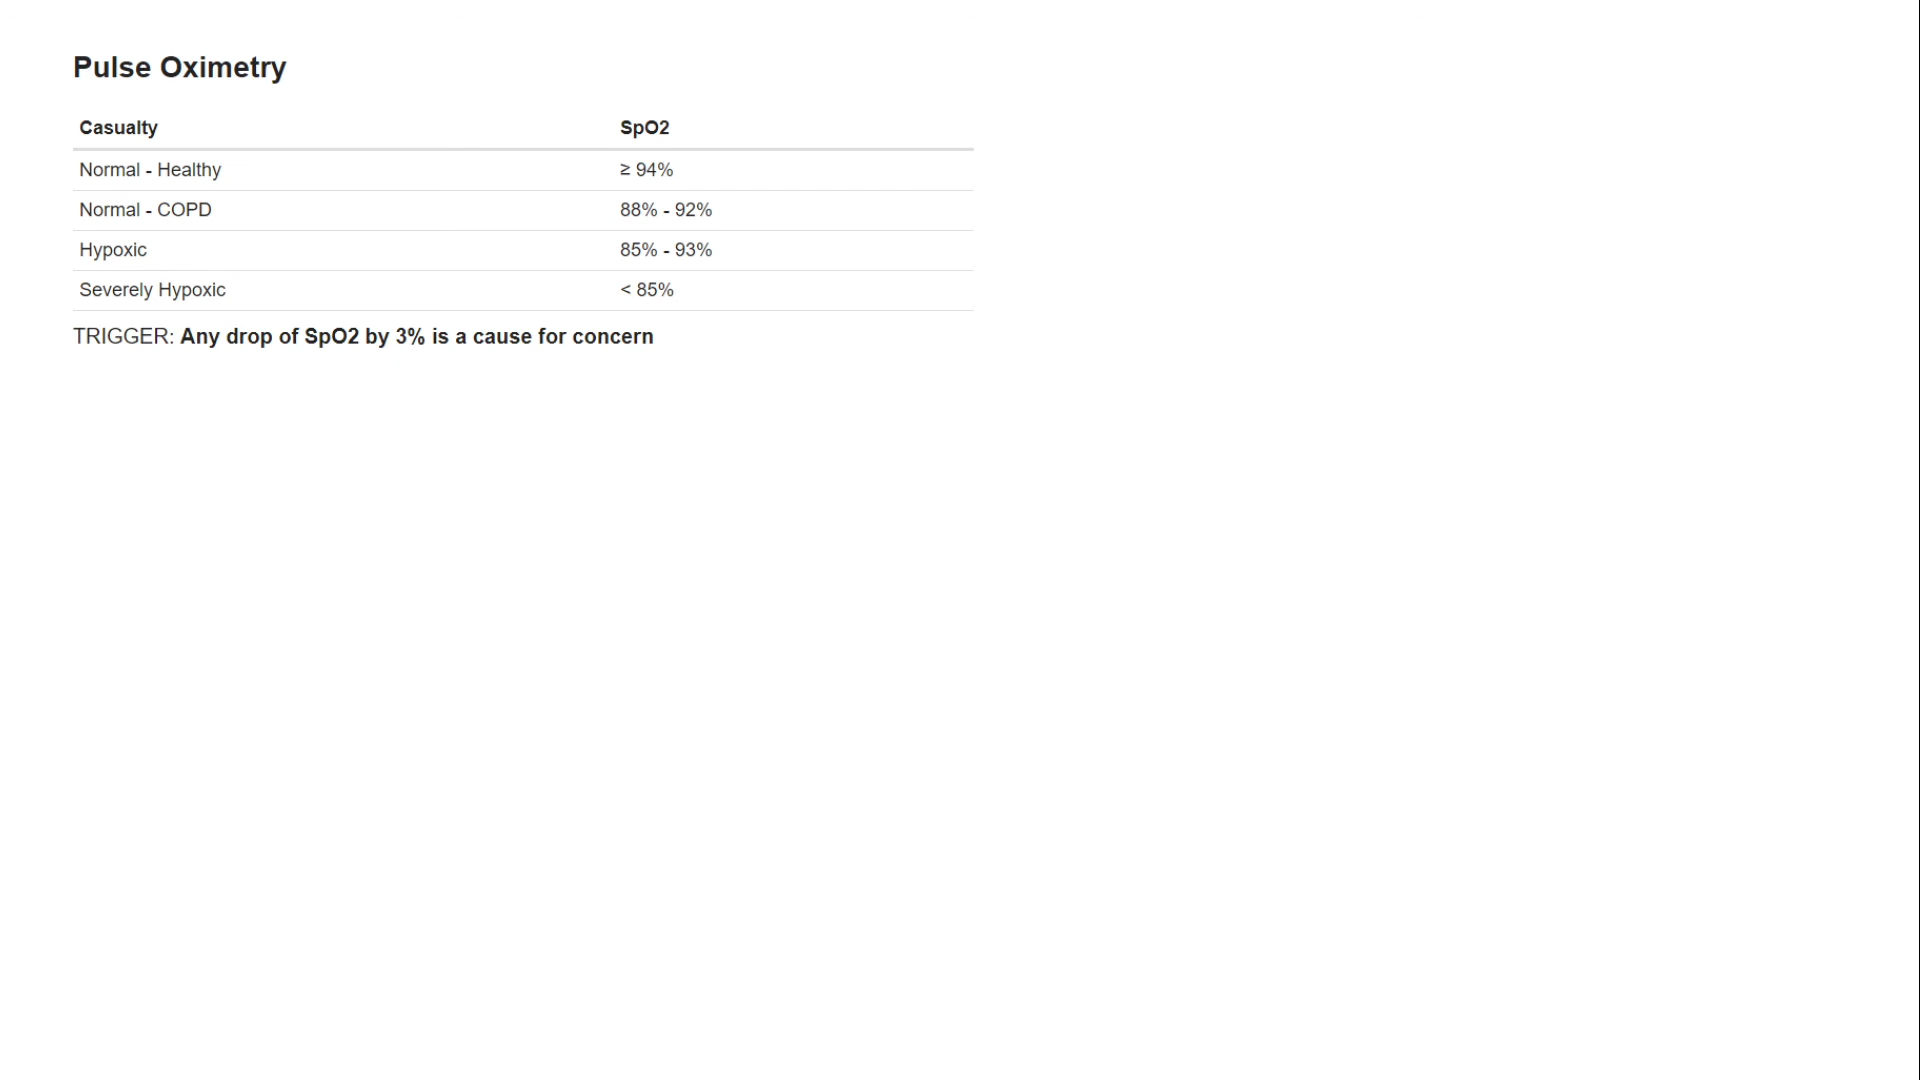 Pulse Oximetry
Casualty SpO2
Normal - Healthy ≥ 94%
Normal - COPD 88% - 92%
Hypoxic 85% - 93%
Severely Hypoxic < 85%
TRIGGER: Any drop of SpO2 by 3% is a cause for concern